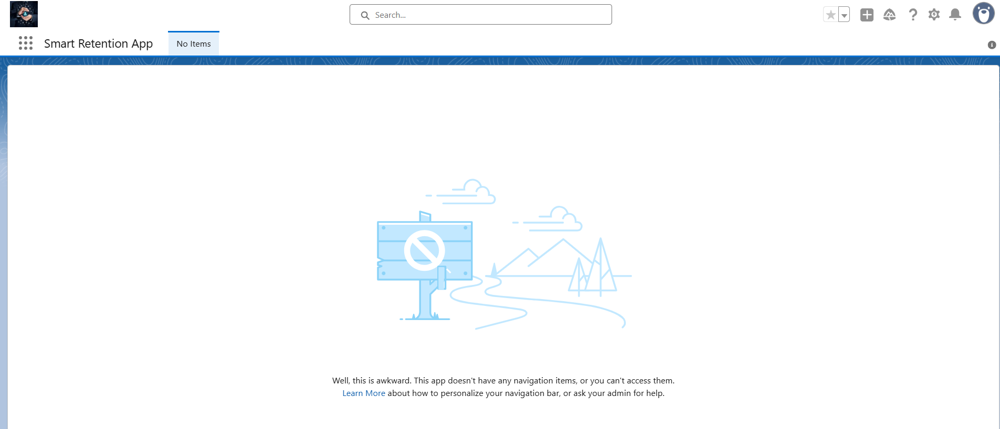 Search...
Smart Retention App
No Items
Well, this is awkward. This app doesn't have any navigation items, or you can't access them.
Learn More about how to personalize your navigation bar, or ask your admin for help.